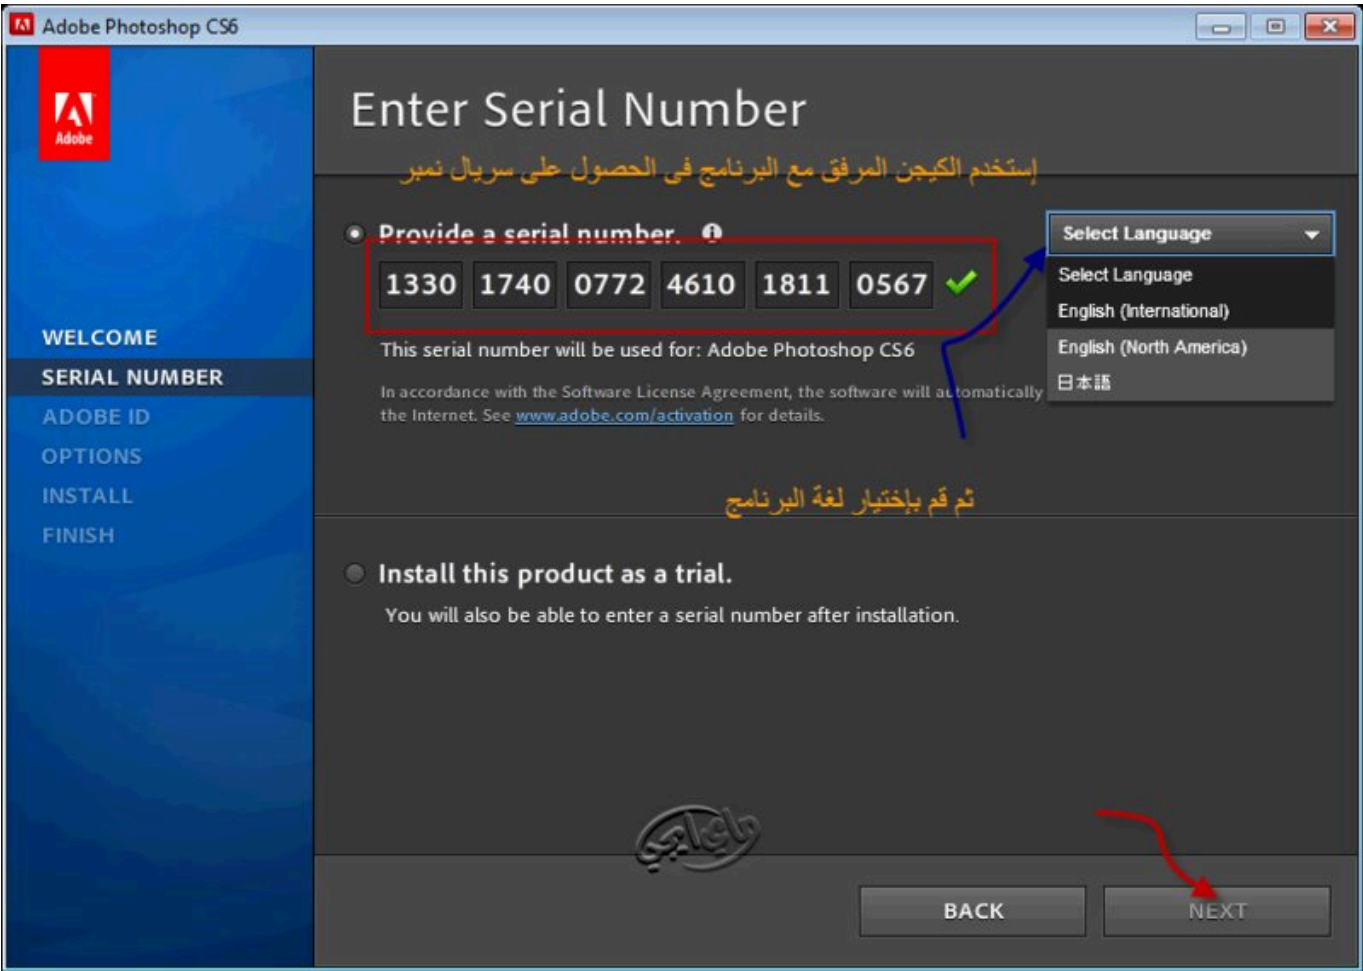 Adobe Photoshop CS6
Adobe
Enter Serial Number
إستخدم الكيجن المرفق مع البرنامج فى الحصول على سريال نمبر
Provide a serial number.
1330 1740 0772 4610 1811 0567
This serial number will be used for: Adobe Photoshop CS6
In accordance with the Software License Agreement, the software will automatically
the Internet. See www.adobe.com/activation for details.
Select Language
Select Language
English (International)
English (North America)
日本語
WELCOME
SERIAL NUMBER
ADOBE ID
OPTIONS
INSTALL
FINISH
ثم قم بإختيار لغة البرنامج
Install this product as a trial.
You will also be able to enter a serial number after installation.
ماي ايجي
BACK
NEXT